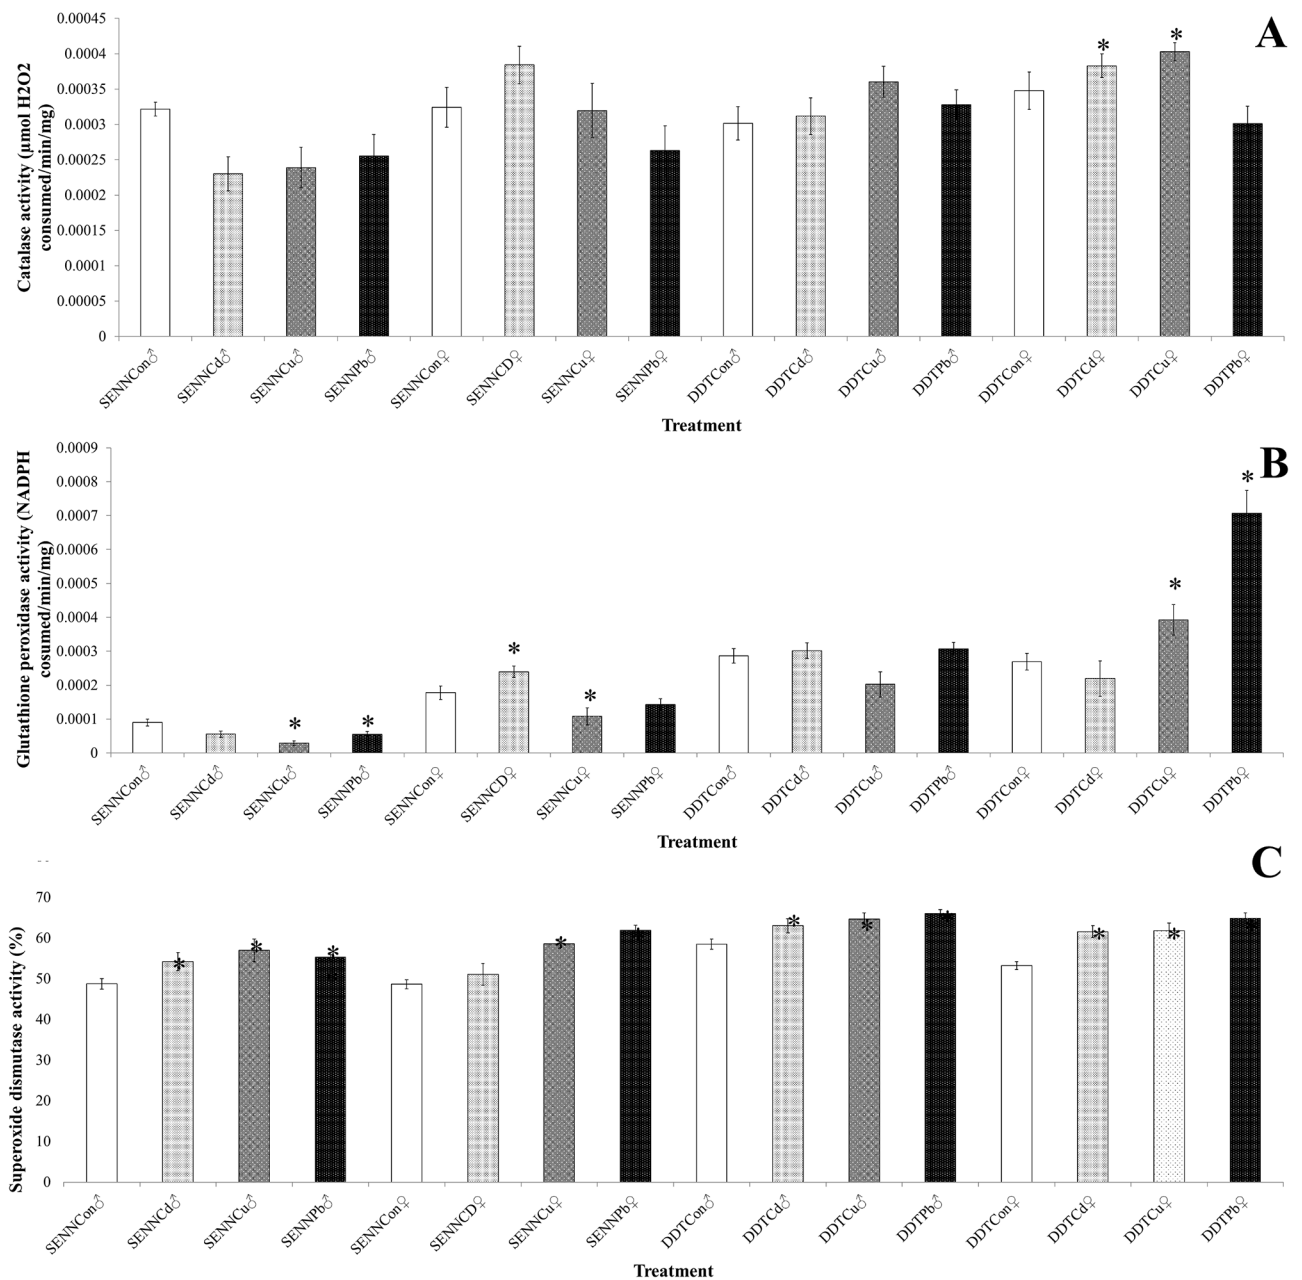 A
Catalase activity (µmol H2O2
consumed/min/mg)
0.00045
0.0004
0.00035
0.0003
0.00025
0.0002
0.00015
0.0001
0.00005
0
* *
SENNCon♂ SENNCd♂ SENNCu♂ SENNPb♂ SENNCon♀ SENNCD♀ SENNCu♀ SENNPb♀ DDTCon♂ DDTCd♂ DDTCu♂ DDTPb♂ DDTCon♀ DDTCd♀ DDTCu♀ DDTPb♀
Treatment
B
Glutathione peroxidase activity (NADPH
cosumed/min/mg)
0.0009
0.0008
0.0007
0.0006
0.0005
0.0004
0.0003
0.0002
0.0001
0
* * * * * *
SENNCon♂ SENNCd♂ SENNCu♂ SENNPb♂ SENNCon♀ SENNCD♀ SENNCu♀ SENNPb♀ DDTCon♂ DDTCd♂ DDTCu♂ DDTPb♂ DDTCon♀ DDTCd♀ DDTCu♀ DDTPb♀
Treatment
C
Superoxide dismutase activity (%)
70
60
50
40
30
20
10
0
* * * * * * * * * * *
SENNCon♂ SENNCd♂ SENNCu♂ SENNPb♂ SENNCon♀ SENNCD♀ SENNCu♀ SENNPb♀ DDTCon♂ DDTCd♂ DDTCu♂ DDTPb♂ DDTCon♀ DDTCd♀ DDTCu♀ DDTPb♀
Treatment